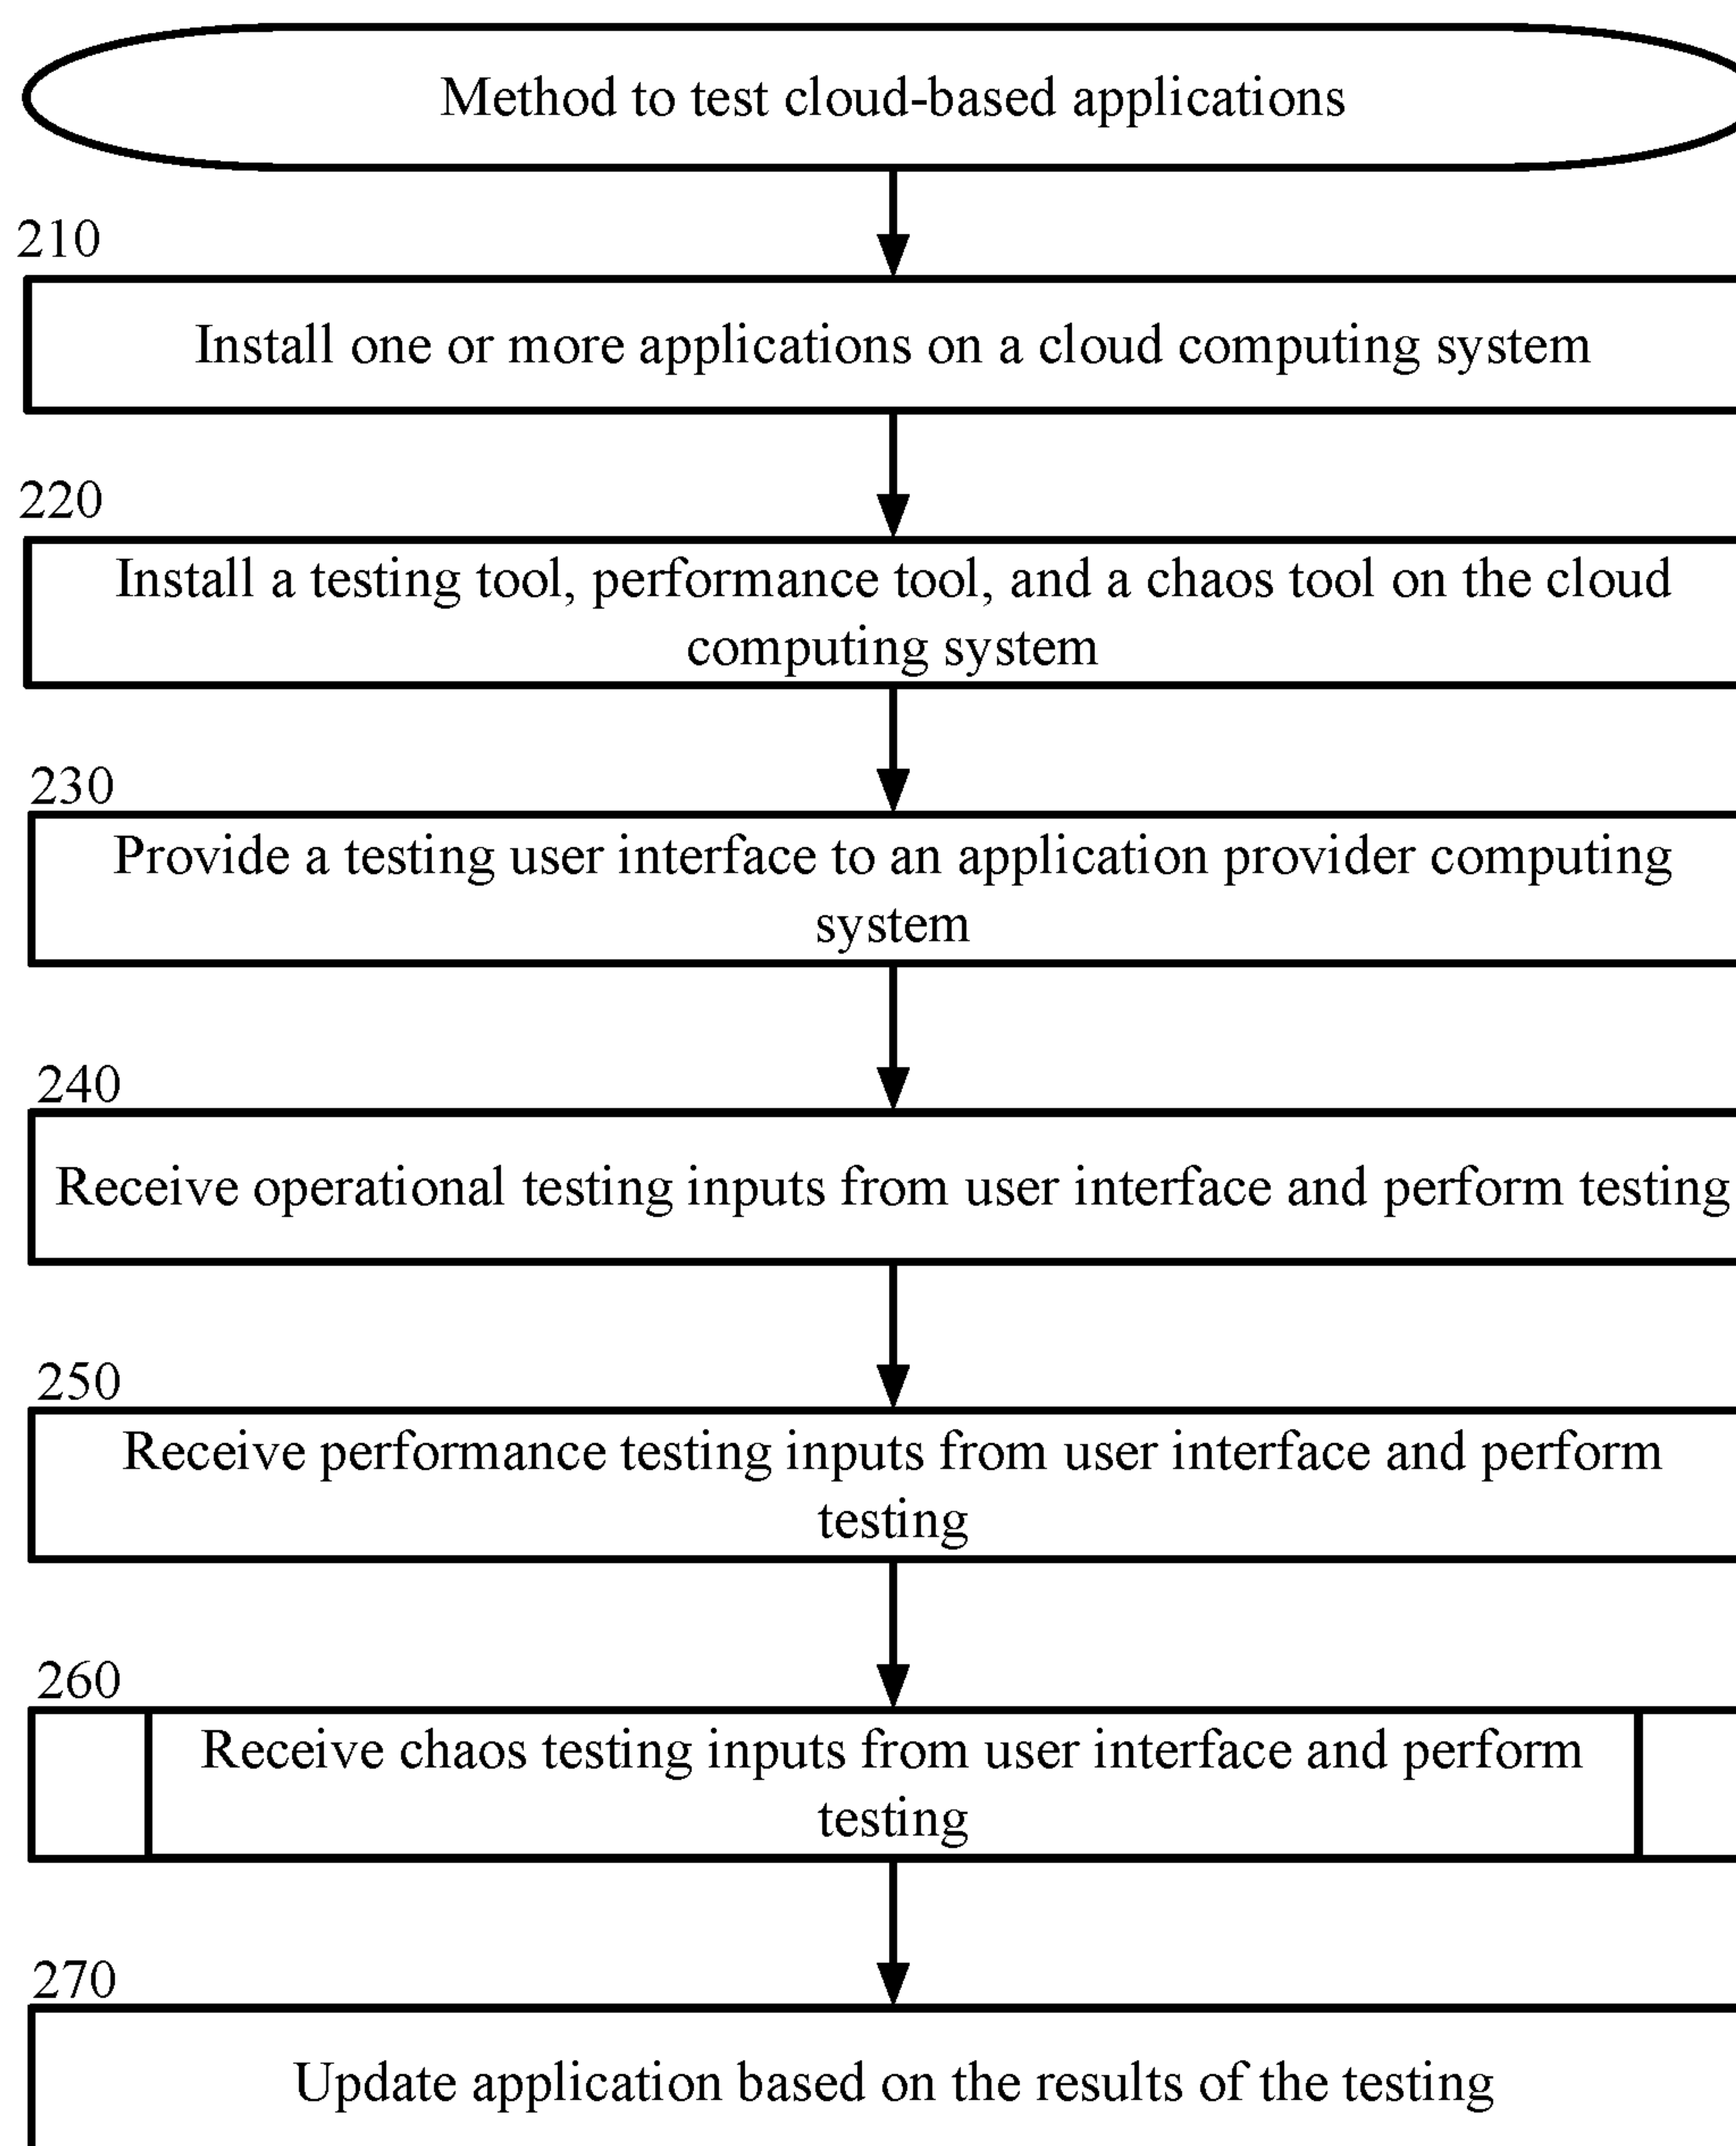 Method to test cloud-based applications
210
Install one or more applications on a cloud computing system
220
Install a testing tool, performance tool, and a chaos tool on the cloud
computing system
230
Provide a testing user interface to an application provider computing
system
240
Receive operational testing inputs from user interface and perform testing
250
Receive performance testing inputs from user interface and perform
testing
260
Receive chaos testing inputs from user interface and perform
testing
270
Update application based on the results of the testing